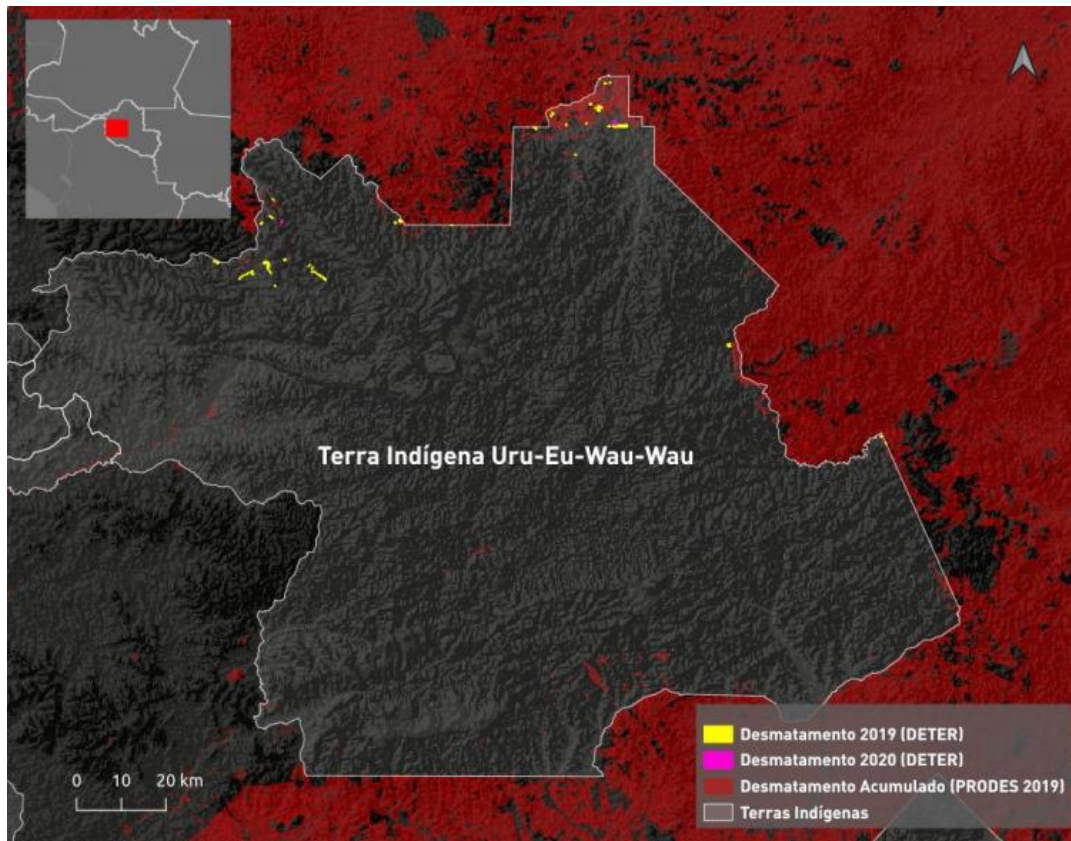 Terra Indígena Uru-Eu-Wau-Wau
Desmatamento 2019 (DETER)
Desmatamento 2020 (DETER)
Desmatamento Acumulado (PRODES 2019)
Terras Indígenas
0 10 20 km